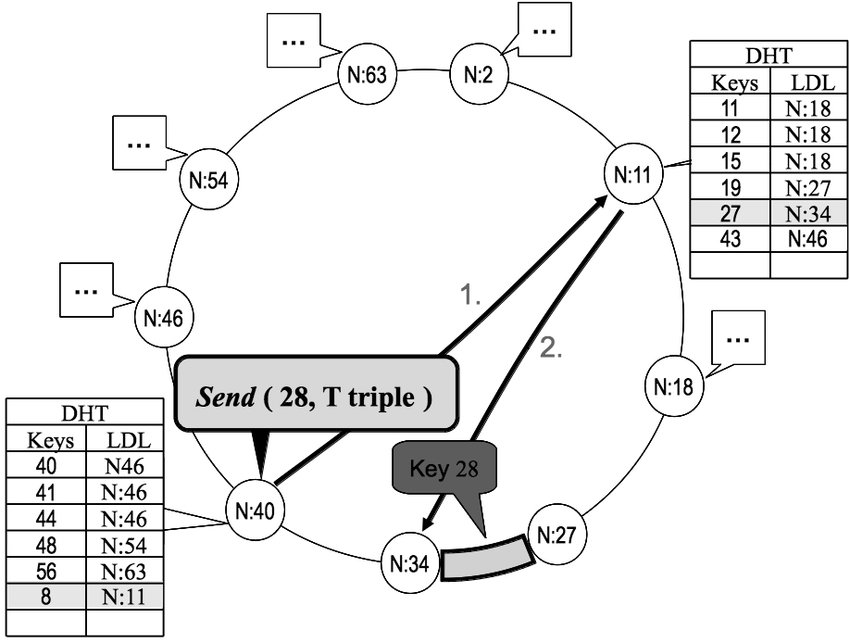 ...
...
N:63
N:2
DHT
Keys LDL
11 N:18
12 N:18
15 N:18
19 N:27
27 N:34
43 N:46
...
N:54
N:11
...
N:46
1.
2.
...
N:18
Send ( 28, T triple )
DHT
Keys LDL
40 N46
41 N:46
44 N:46
48 N:54
56 N:63
8 N:11
Key 28
N:40
N:34
N:27